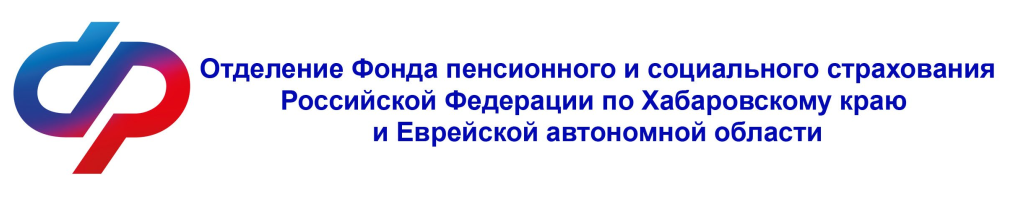 Отделение Фонда пенсионного и социального страхования
Российской Федерации по Хабаровскому краю
и Еврейской автономной области